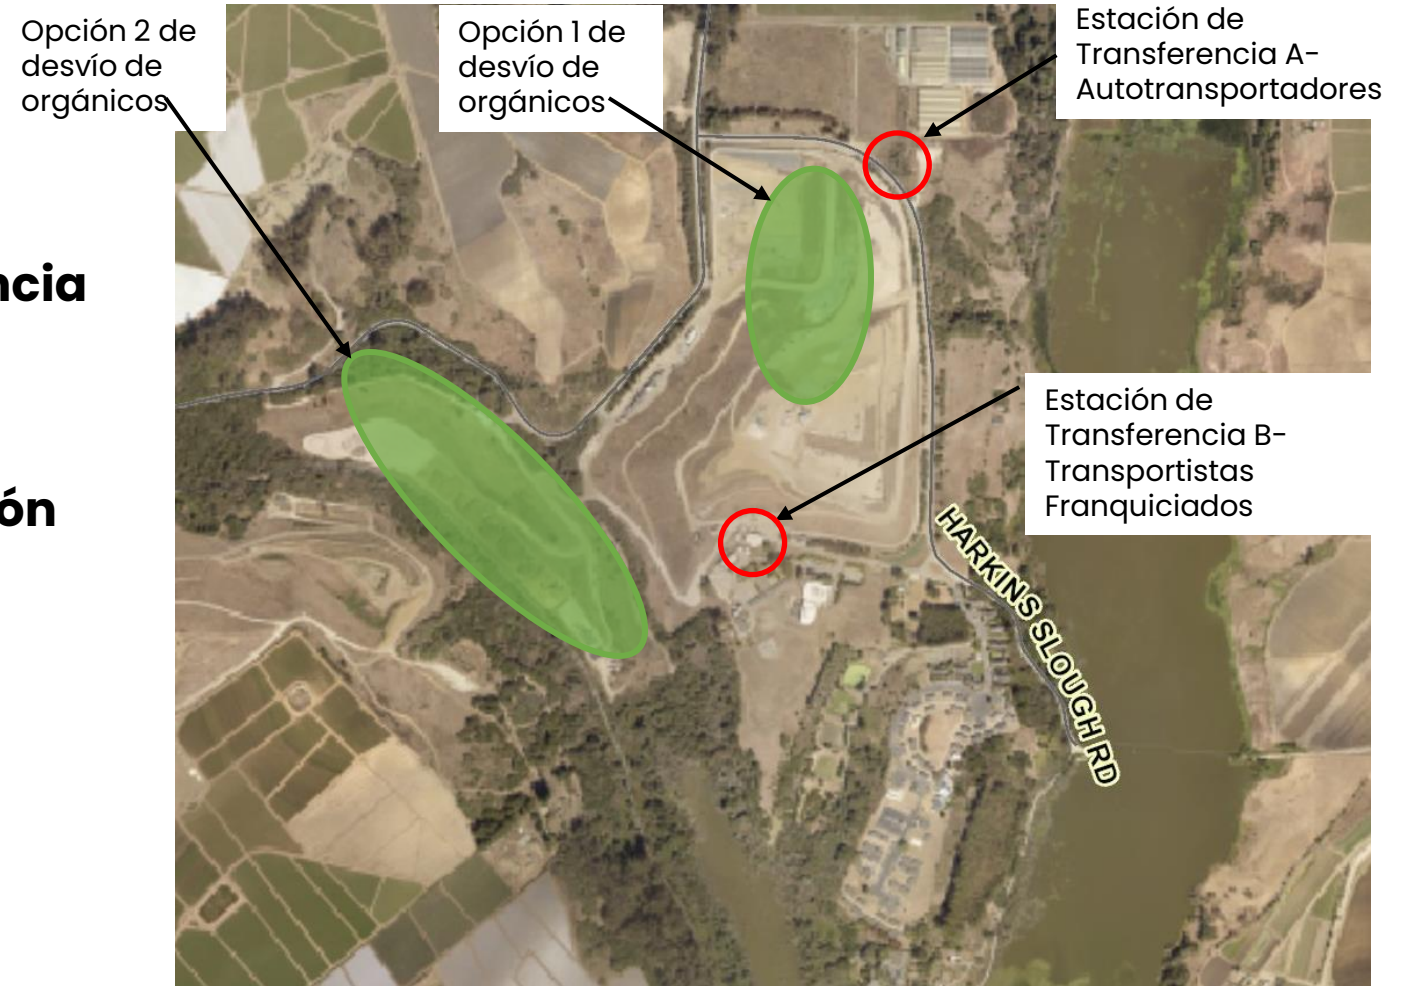 Opción 2 de
desvío de
orgánicos
Opción 1 de
desvío de
orgánicos
Estación de
Transferencia A-
Autotransportadores
ncia
ón
Estación de
Transferencia B-
Transportistas
Franquiciados
HARKINS SLOUGH RD